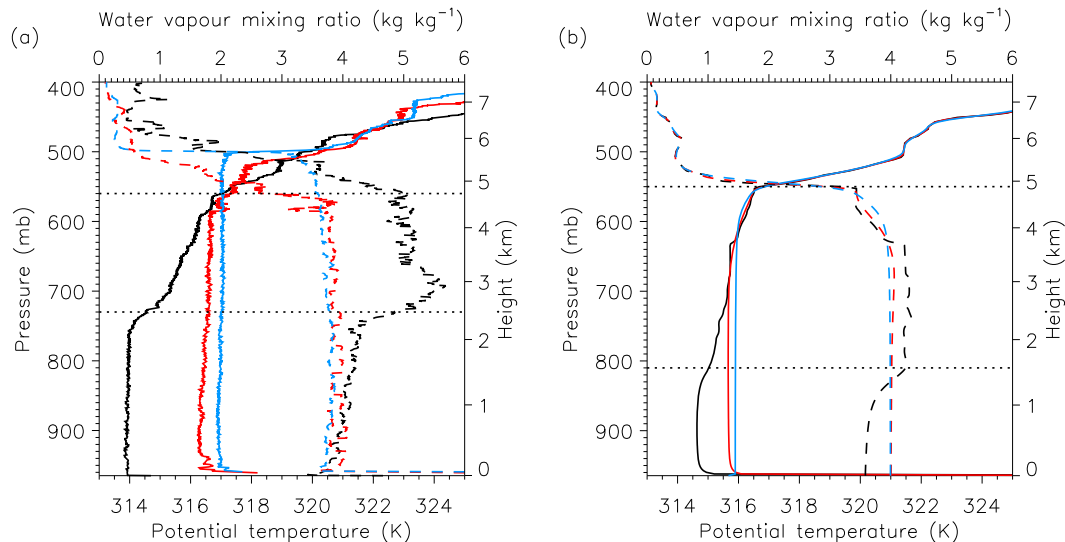 Water vapour mixing ratio (kg kg⁻¹)
(a)
0 1 2 3 4 5 6
400
500
600
700
800
900
Pressure (mb)
7
6
5
4
3
2
1
0
Height (km)
314 316 318 320 322 324
Potential temperature (K)
Water vapour mixing ratio (kg kg⁻¹)
(b)
0 1 2 3 4 5 6
400
500
600
700
800
900
Pressure (mb)
7
6
5
4
3
2
1
0
Height (km)
314 316 318 320 322 324
Potential temperature (K)